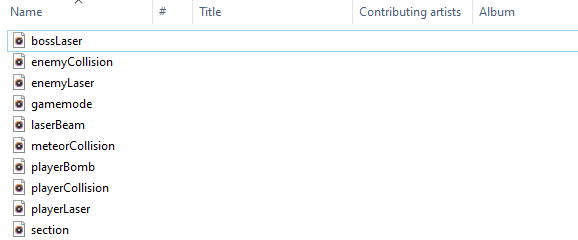 Name # Title Contributing artists Album
bossLaser
enemyCollision
enemyLaser
gamemode
laserBeam
meteorCollision
playerBomb
playerCollision
playerLaser
section